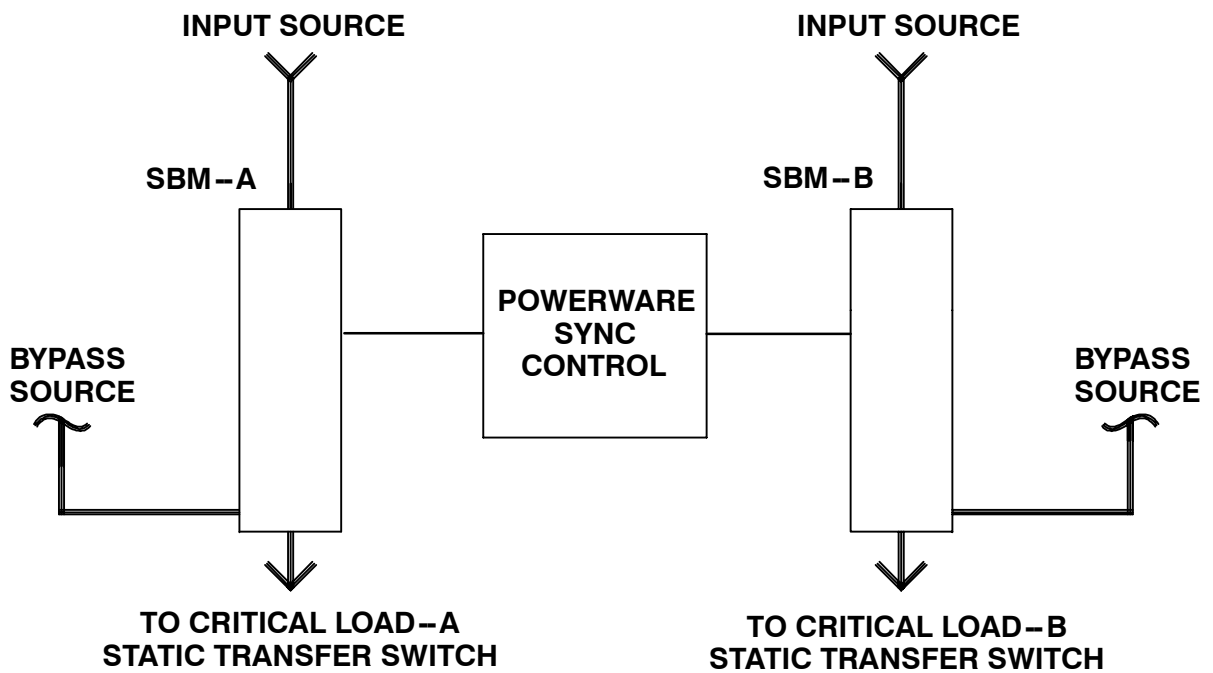 INPUT SOURCE
INPUT SOURCE
SBM--A
SBM--B
POWERWARE
SYNC
CONTROL
BYPASS
SOURCE
BYPASS
SOURCE
TO CRITICAL LOAD--A
STATIC TRANSFER SWITCH
TO CRITICAL LOAD--B
STATIC TRANSFER SWITCH